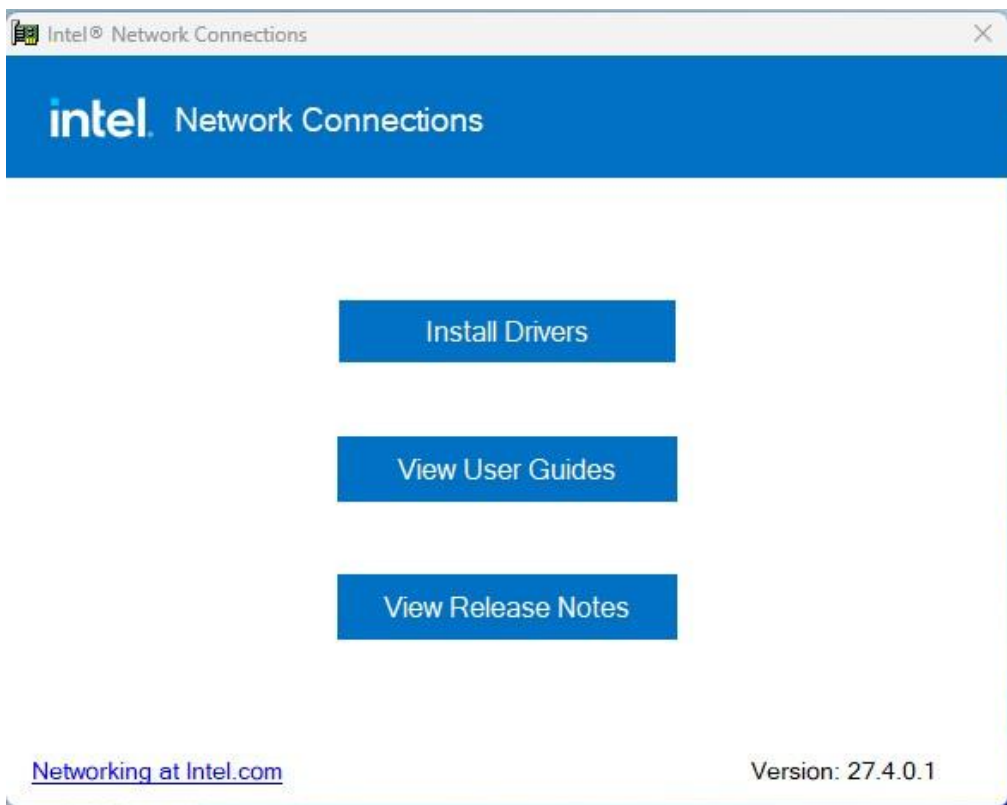 Intel® Network Connections
intel. Network Connections
Install Drivers
View User Guides
View Release Notes
Networking at Intel.com
Version: 27.4.0.1